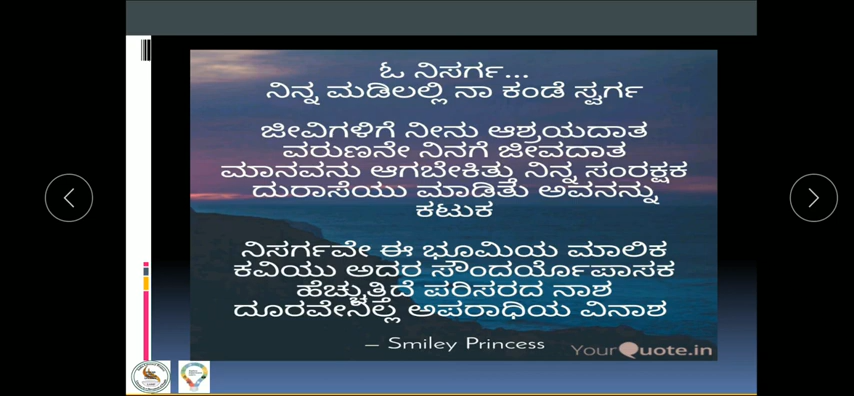 ಓ ನಿಸರ್ಗ...
ನಿನ್ನ ಮಡಿಲಲ್ಲಿ ನಾ ಕಂಡೆ ಸ್ವರ್ಗ
ಜೀವಿಗಳಿಗೆ ನೀನು ಆಶ್ರಯದಾತ
ವರುಣನೇ ನಿನಗೆ ಜೀವದಾತ
ಮಾನವನು ಆಗಬೇಕಿತ್ತು ನಿನ್ನ ಸಂರಕ್ಷಕ
ದುರಾಸೆಯು ಮಾಡಿತು ಅವನನ್ನು
ಕಟುಕ
ನಿಸರ್ಗವೇ ಈ ಭೂಮಿಯ ಮಾಲಿಕ
ಕವಿಯು ಅದರ ಸೌಂದರ್ಯೋಪಾಸಕ
ಹೆಚ್ಚುತ್ತಿದೆ ಪರಿಸರದ ನಾಶ
ದೂರವೇನಿಲ್ಲ ಅಪರಾಧಿಯ ವಿನಾಶ
— Smiley Princess
YourQuote.in